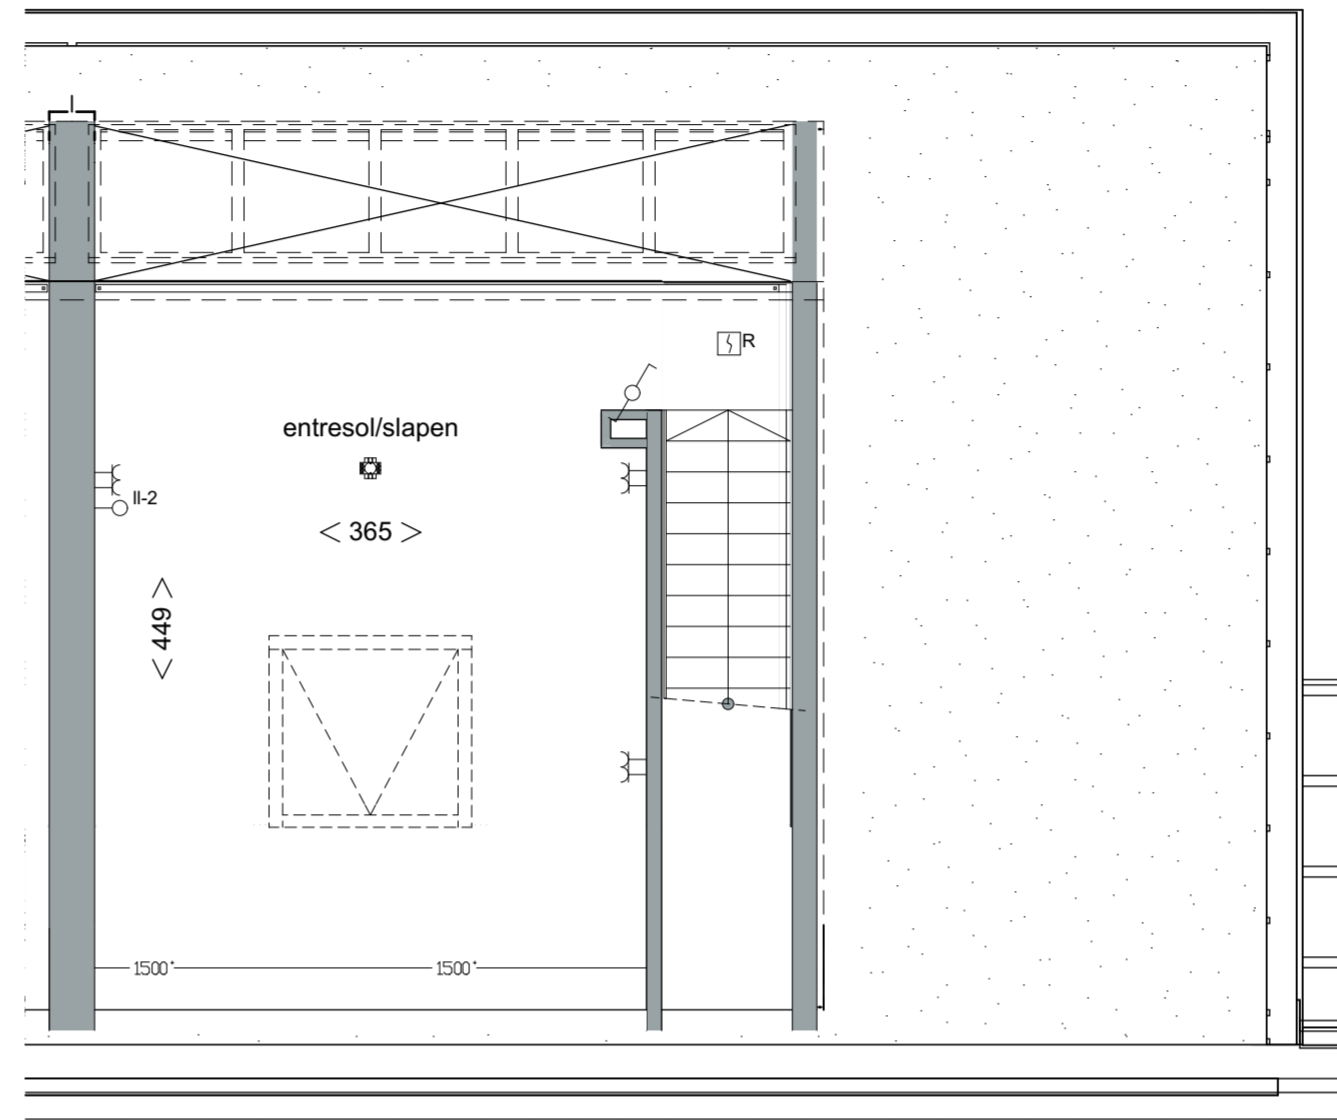 R
entresol/slapen
II-2
< 365 >
< 449 >
1500⁺
1500⁺